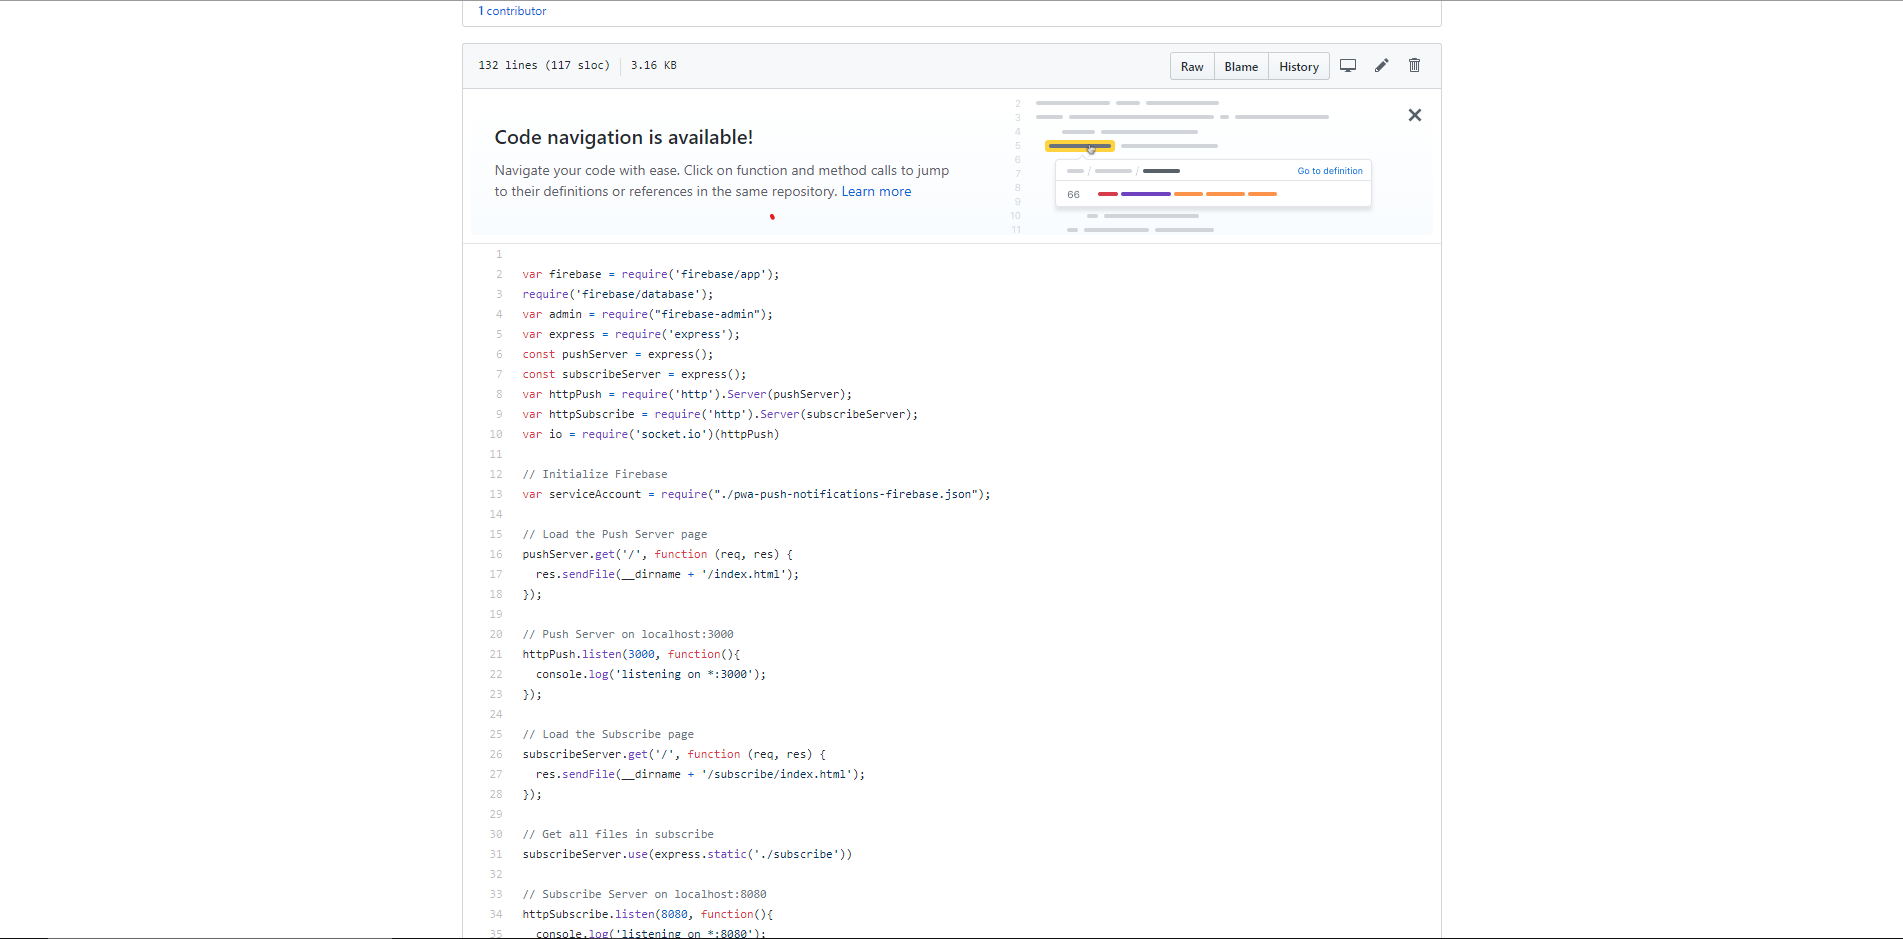 1 contributor
132 lines (117 sloc) 3.16 KB Raw Blame History
Code navigation is available!
Navigate your code with ease. Click on function and method calls to jump
to their definitions or references in the same repository. Learn more
2
3
4
5
6
7
8
9
10
11
Go to definition
66
1
2 var firebase = require('firebase/app');
3 require('firebase/database');
4 var admin = require("firebase-admin");
5 var express = require('express');
6 const pushServer = express();
7 const subscribeServer = express();
8 var httpPush = require('http').Server(pushServer);
9 var httpSubscribe = require('http').Server(subscribeServer);
10 var io = require('socket.io')(httpPush)
11
12 // Initialize Firebase
13 var serviceAccount = require("./pwa-push-notifications-firebase.json");
14
15 // Load the Push Server page
16 pushServer.get('/', function (req, res) {
17 res.sendFile(__dirname + '/index.html');
18 });
19
20 // Push Server on localhost:3000
21 httpPush.listen(3000, function(){
22 console.log('listening on *:3000');
23 });
24
25 // Load the Subscribe page
26 subscribeServer.get('/', function (req, res) {
27 res.sendFile(__dirname + '/subscribe/index.html');
28 });
29
30 // Get all files in subscribe
31 subscribeServer.use(express.static('./subscribe'))
32
33 // Subscribe Server on localhost:8080
34 httpSubscribe.listen(8080, function(){
35 console.log('listening on *:8080');